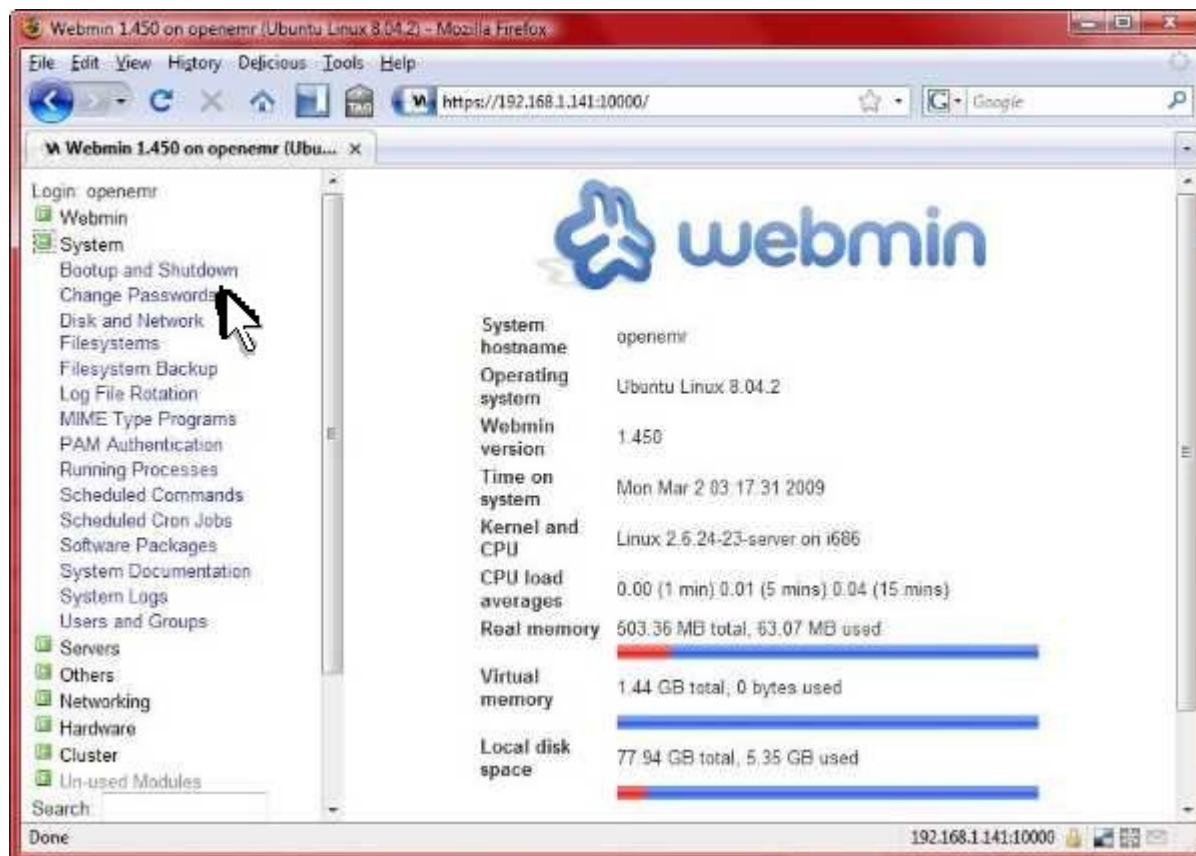 Webmin 1.450 on openemr (Ubuntu Linux 8.04.2) - Mozilla Firefox
File Edit View History Delicious Tools Help
https://192.168.1.141:10000/
G Google
Webmin 1.450 on openemr (Ubu...
Login: openemr
Webmin
System
Bootup and Shutdown
Change Passwords
Disk and Network
Filesystems
Filesystem Backup
Log File Rotation
MIME Type Programs
PAM Authentication
Running Processes
Scheduled Commands
Scheduled Cron Jobs
Software Packages
System Documentation
System Logs
Users and Groups
Servers
Others
Networking
Hardware
Cluster
Un-used Modules
Search:
webmin
System
hostname
openemr
Operating
system
Ubuntu Linux 8.04.2
Webmin
version
1.450
Time on
system
Mon Mar 2 03:17:31 2009
Kernel and
CPU
Linux 2.6.24-23-server on i686
CPU load
averages
0.00 (1 min) 0.01 (5 mins) 0.04 (15 mins)
Real memory
503.36 MB total, 63.07 MB used
Virtual
memory
1.44 GB total, 0 bytes used
Local disk
space
77.94 GB total, 5.35 GB used
Done
192.168.1.141:10000